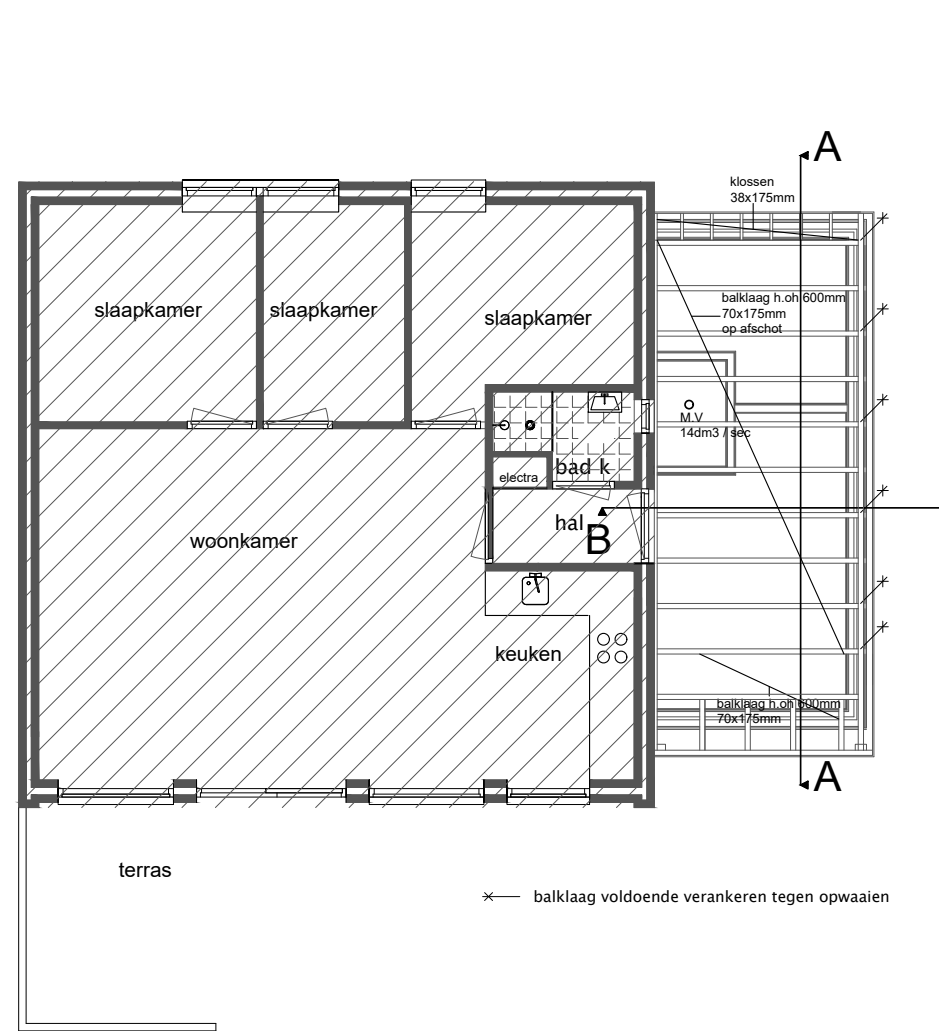 A
klossen
38x175mm
balklaag h.oh 600mm
70x175mm
op afschot
slaapkamer
slaapkamer
slaapkamer
M.V
14dm3 / sec
bad k
electra
hal
B
woonkamer
keuken
balklaag h.oh 600mm
70x175mm
A
terras
balklaag voldoende verankeren tegen opwaaien